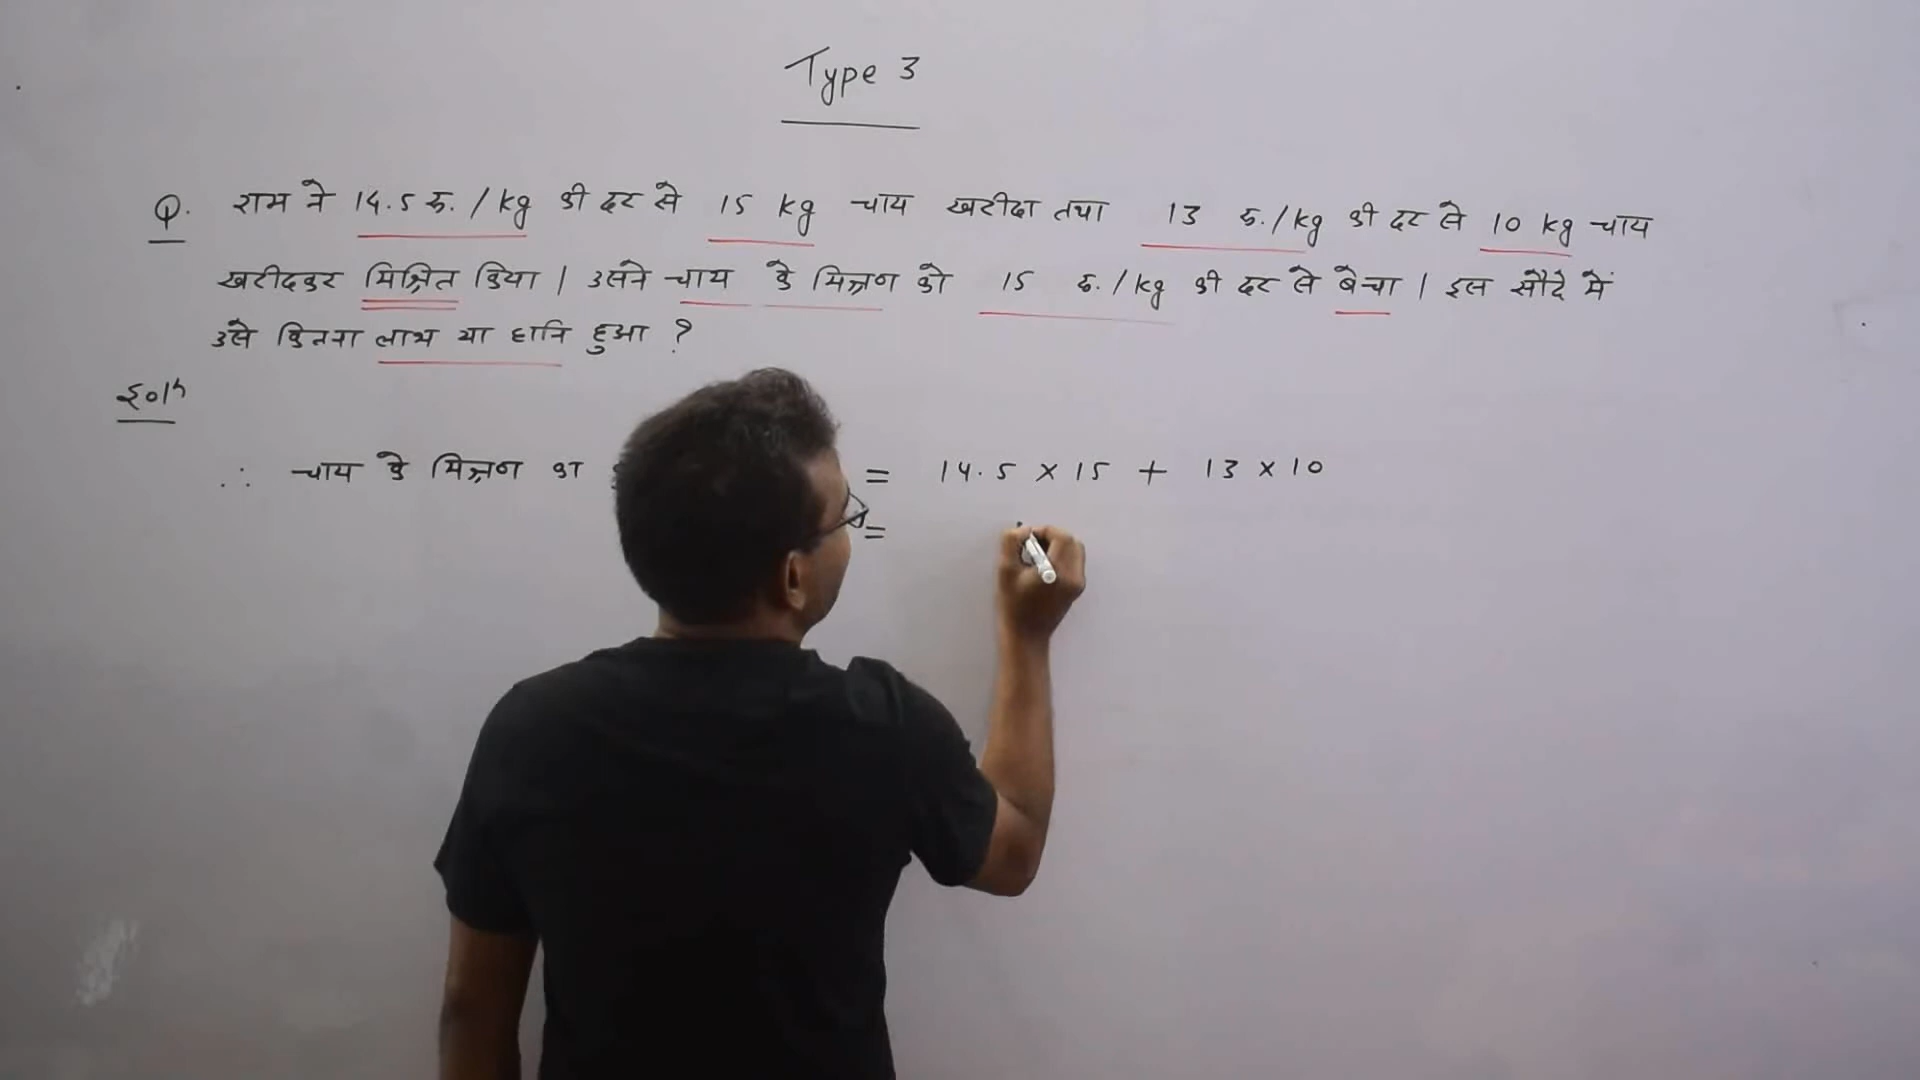 Type 3
Q. राम ने 14.5 रु./kg की दर से 15 kg चाय खरीदा तथा 13 रु./kg की दर से 10 kg चाय
खरीदकर मिश्रित किया | उसने चाय के मिश्रण को 15 रु./kg की दर से बेचा | इस सौदे में
उसे कितना लाभ या हानि हुआ ?
Solⁿ
∴ चाय के मिश्रण का = 14.5 × 15 + 13 × 10
=